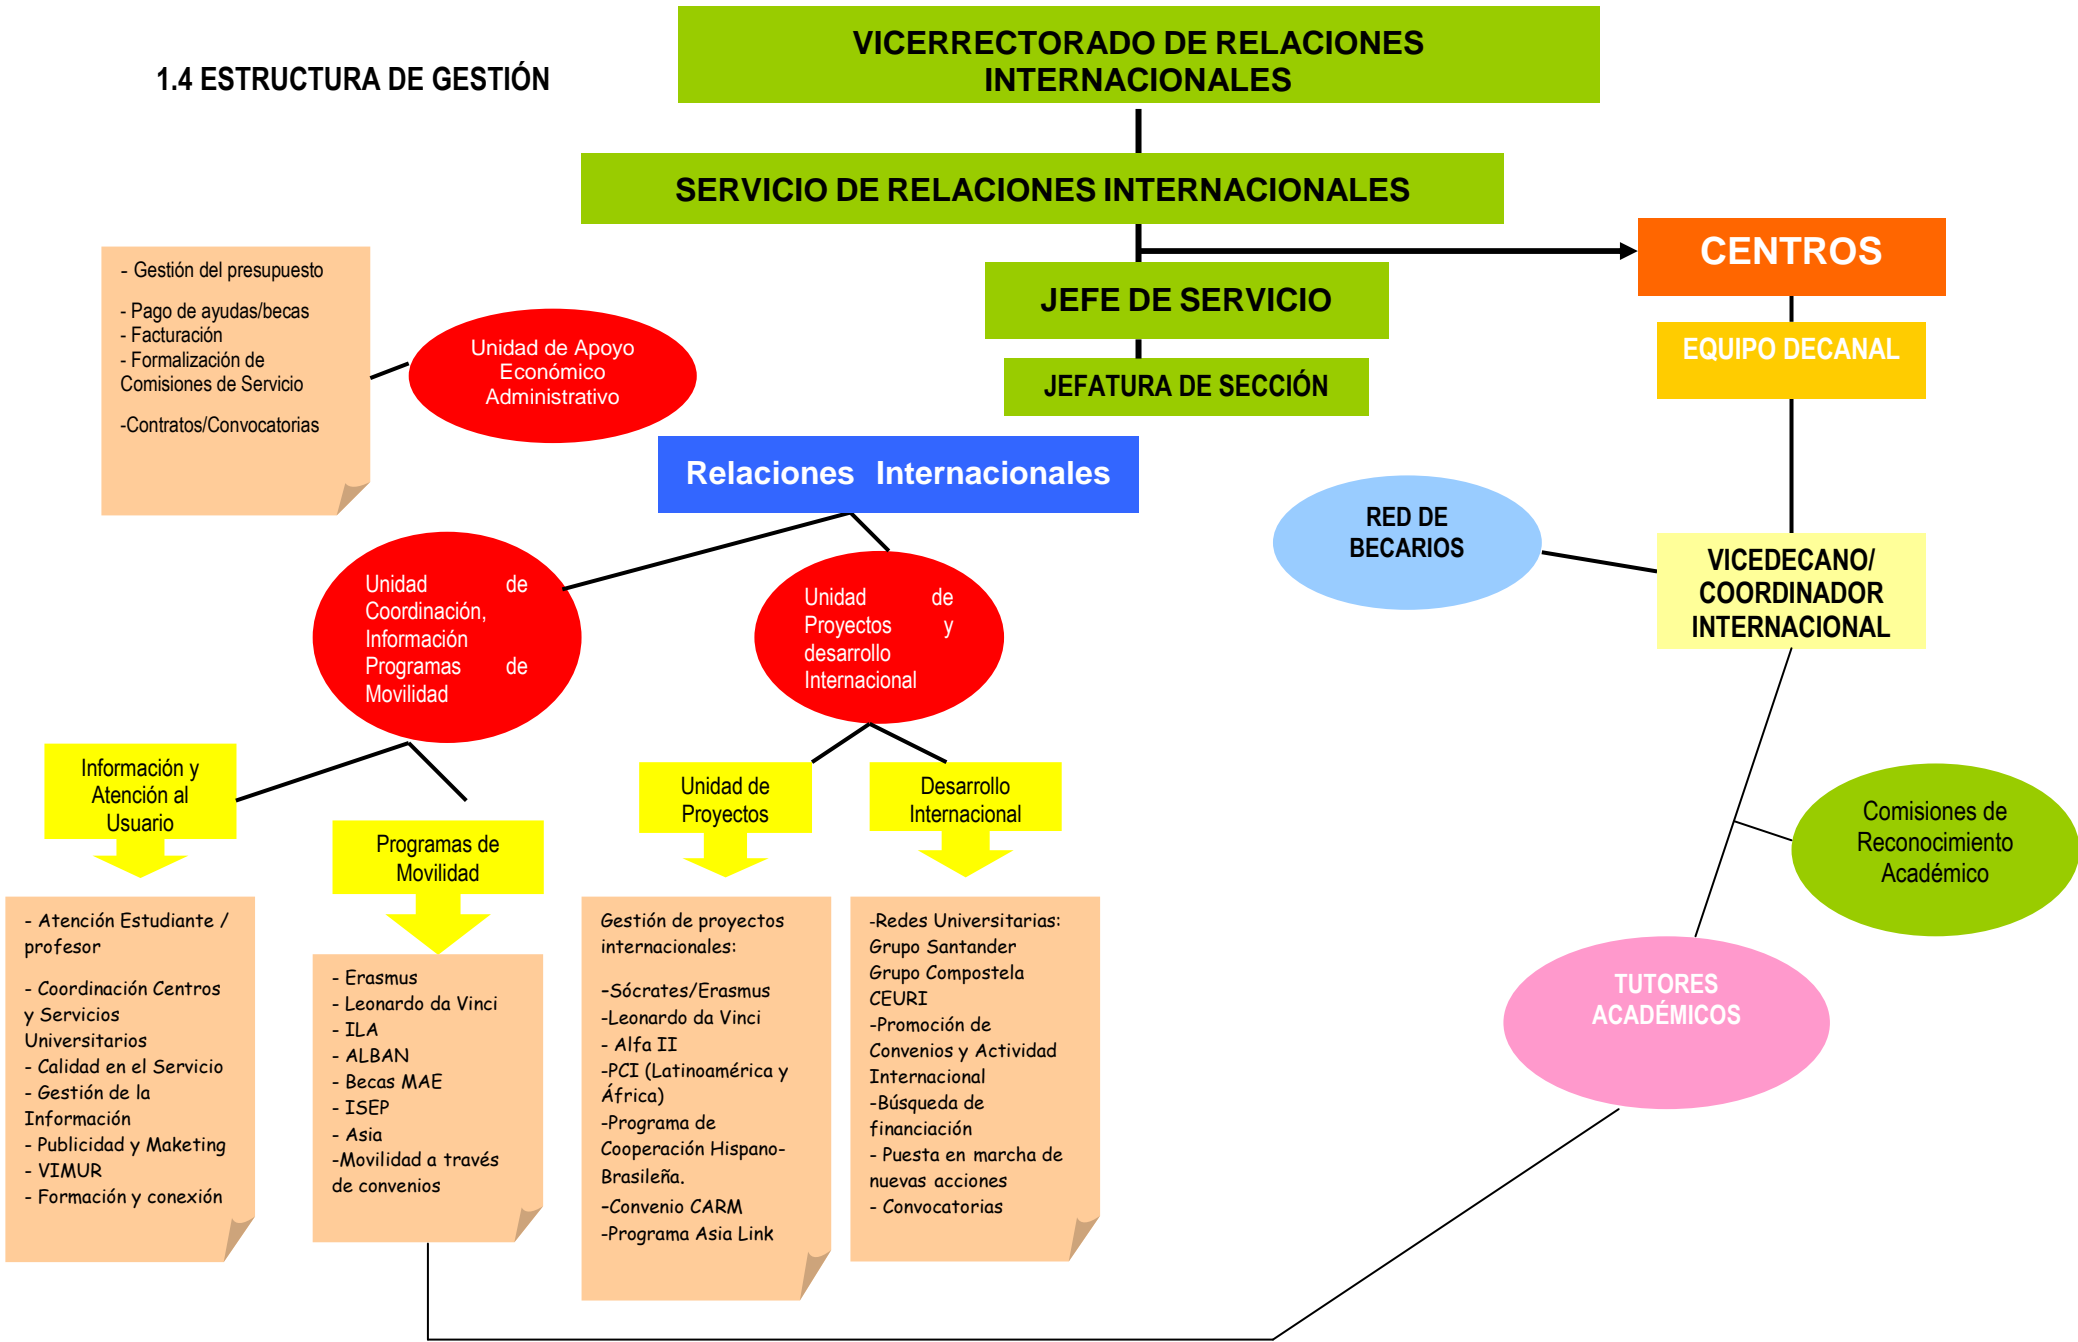 1.4 ESTRUCTURA DE GESTIÓN
VICERRECTORADO DE RELACIONES
INTERNACIONALES
SERVICIO DE RELACIONES INTERNACIONALES
CENTROS
JEFE DE SERVICIO
EQUIPO DECANAL
JEFATURA DE SECCIÓN
- Gestión del presupuesto
- Pago de ayudas/becas
- Facturación
- Formalización de
Comisiones de Servicio
-Contratos/Convocatorias
Unidad de Apoyo
Económico
Administrativo
Relaciones Internacionales
RED DE
BECARIOS
VICEDECANO/
COORDINADOR
INTERNACIONAL
Unidad de
Coordinación,
Información
Programas de
Movilidad
Unidad de
Proyectos y
desarrollo
Internacional
Información y
Atención al
Usuario
Programas de
Movilidad
Unidad de
Proyectos
Desarrollo
Internacional
Comisiones de
Reconocimiento
Académico
- Atención Estudiante /
profesor
- Coordinación Centros
y Servicios
Universitarios
- Calidad en el Servicio
- Gestión de la
Información
- Publicidad y Maketing
- VIMUR
- Formación y conexión
- Erasmus
- Leonardo da Vinci
- ILA
- ALBAN
- Becas MAE
- ISEP
- Asia
-Movilidad a través
de convenios
Gestión de proyectos
internacionales:
-Sócrates/Erasmus
-Leonardo da Vinci
- Alfa II
-PCI (Latinoamérica y
África)
-Programa de
Cooperación Hispano-
Brasileña.
-Convenio CARM
-Programa Asia Link
-Redes Universitarias:
Grupo Santander
Grupo Compostela
CEURI
-Promoción de
Convenios y Actividad
Internacional
-Búsqueda de
financiación
- Puesta en marcha de
nuevas acciones
- Convocatorias
TUTORES
ACADÉMICOS